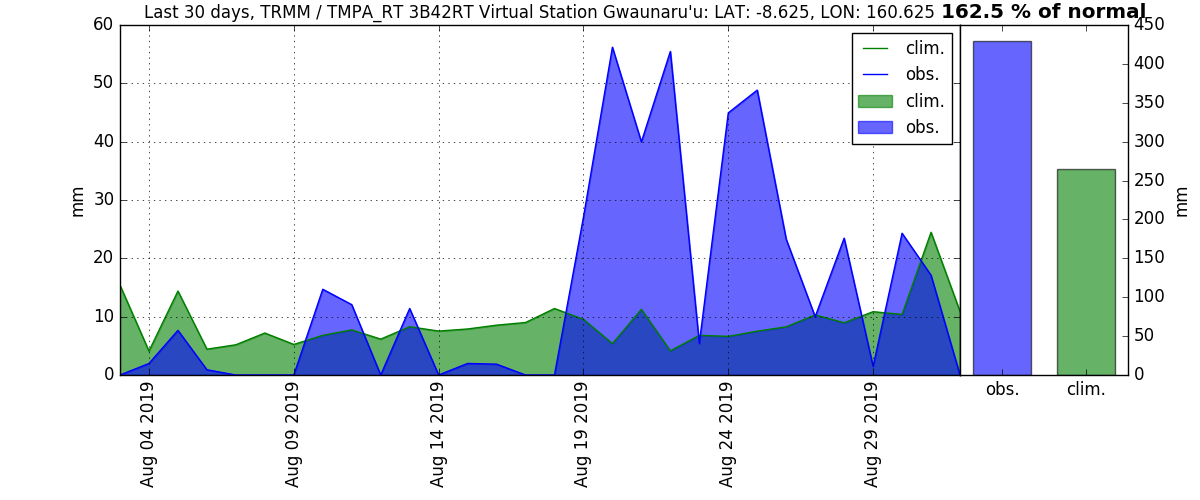 Last 30 days, TRMM / TMPA_RT 3B42RT Virtual Station Gwaunaru'u: LAT: -8.625, LON: 160.625 162.5 % of normal
60
50
40
30
20
10
0
mm
clim.
obs.
clim.
obs.
450
400
350
300
250
200
150
100
50
0
mm
Aug 04 2019
Aug 09 2019
Aug 14 2019
Aug 19 2019
Aug 24 2019
Aug 29 2019
obs.
clim.